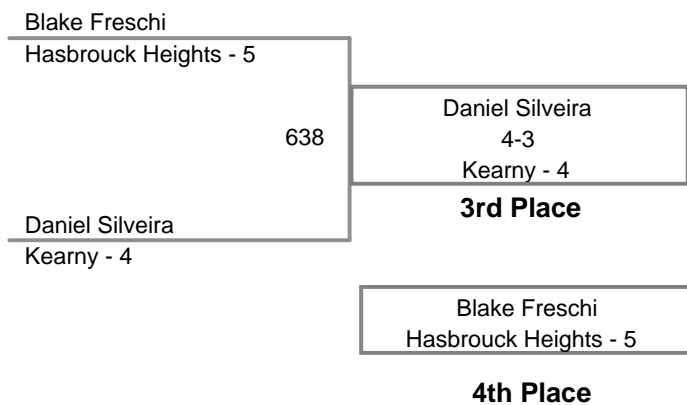 Blake Freschi
Hasbrouck Heights - 5
638
Daniel Silveira
4-3
Kearny - 4
3rd Place
Daniel Silveira
Kearny - 4
Blake Freschi
Hasbrouck Heights - 5
4th Place